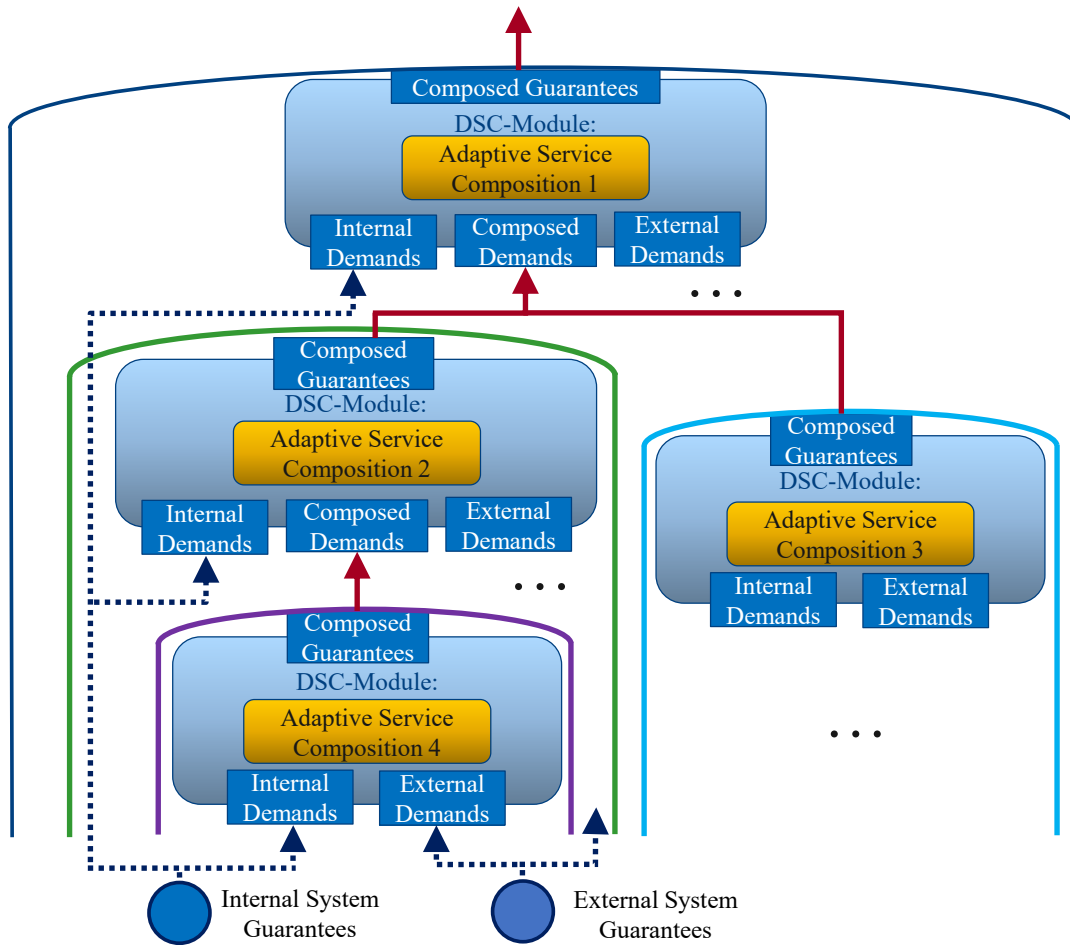 Composed Guarantees
DSC-Module:
Adaptive Service
Composition 1
Internal
Demands
Composed
Demands
External
Demands
. . .
Composed
Guarantees
DSC-Module:
Adaptive Service
Composition 2
Internal
Demands
Composed
Demands
External
Demands
. . .
Composed
Guarantees
DSC-Module:
Adaptive Service
Composition 3
Internal
Demands
External
Demands
. . .
Composed
Guarantees
DSC-Module:
Adaptive Service
Composition 4
Internal
Demands
External
Demands
Internal System
Guarantees
External System
Guarantees